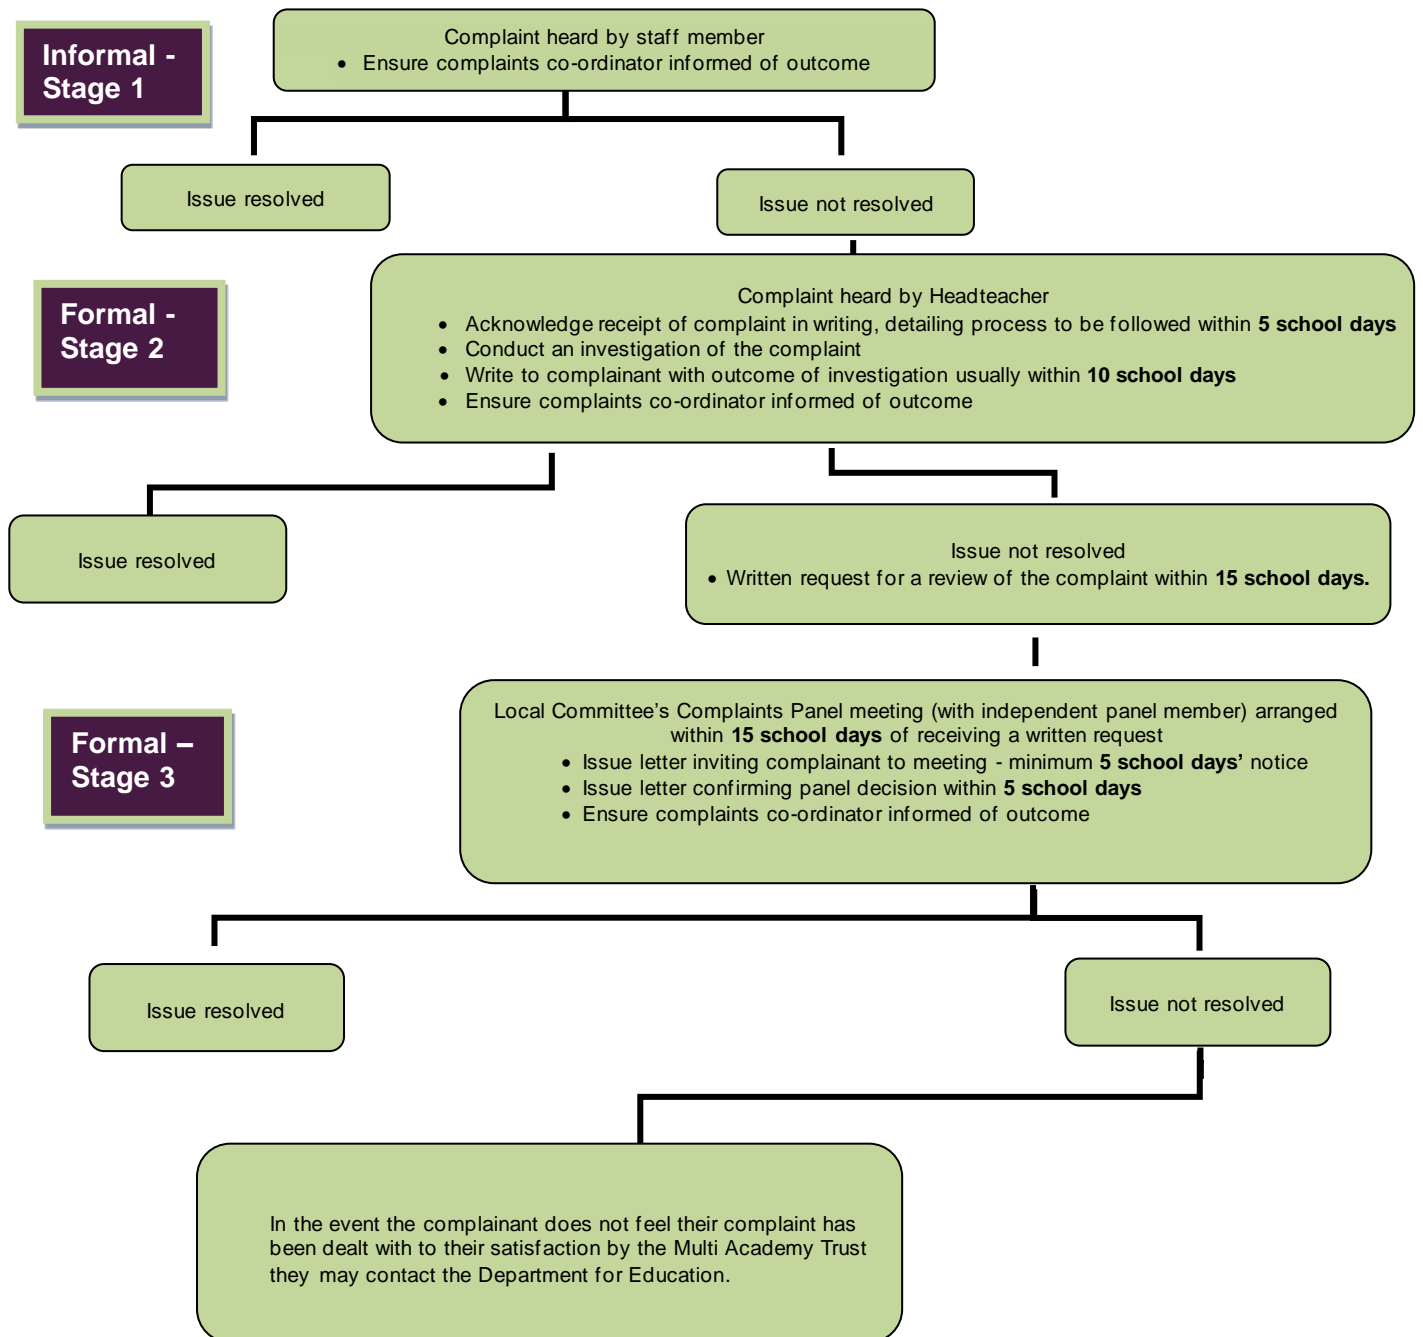 Informal -
Stage 1
Complaint heard by staff member
• Ensure complaints co-ordinator informed of outcome
Issue resolved
Issue not resolved
Formal -
Stage 2
Complaint heard by Headteacher
• Acknowledge receipt of complaint in writing, detailing process to be followed within 5 school days
• Conduct an investigation of the complaint
• Write to complainant with outcome of investigation usually within 10 school days
• Ensure complaints co-ordinator informed of outcome
Issue resolved
Issue not resolved
• Written request for a review of the complaint within 15 school days.
Formal –
Stage 3
Local Committee's Complaints Panel meeting (with independent panel member) arranged
within 15 school days of receiving a written request
• Issue letter inviting complainant to meeting - minimum 5 school days' notice
• Issue letter confirming panel decision within 5 school days
• Ensure complaints co-ordinator informed of outcome
Issue resolved
Issue not resolved
In the event the complainant does not feel their complaint has
been dealt with to their satisfaction by the Multi Academy Trust
they may contact the Department for Education.